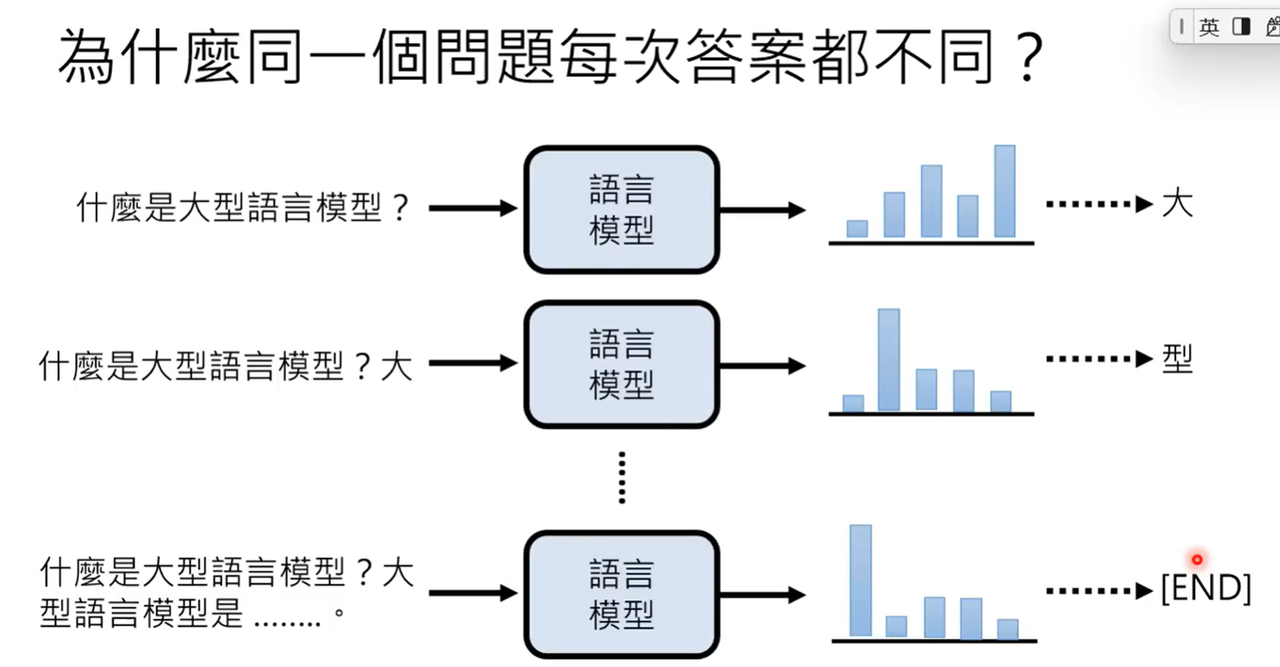 為什麼同一個問題每次答案都不同？
英
什麼是大型語言模型？
語言
模型
大
什麼是大型語言模型？大
語言
模型
型
什麼是大型語言模型？大
型語言模型是 ........。
語言
模型
[END]